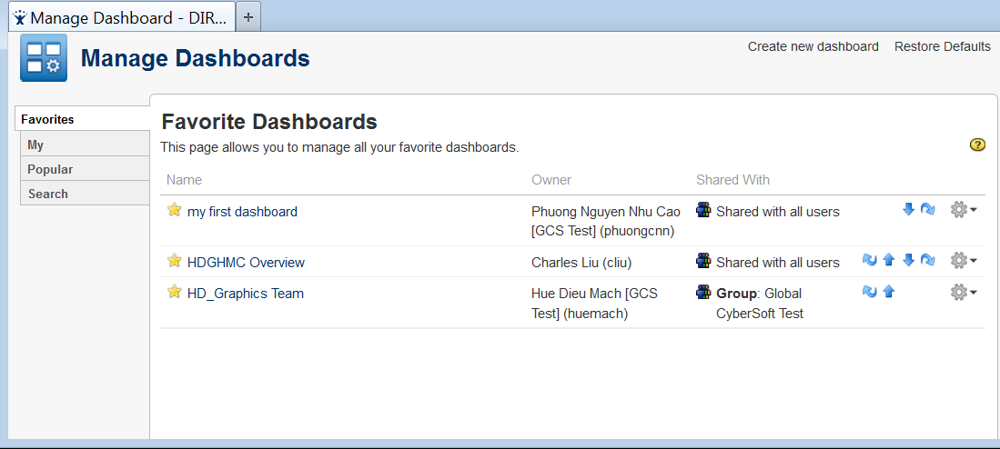 Manage Dashboard - DIR...
+
Manage Dashboards
Create new dashboard
Restore Defaults
Favorites
My
Popular
Search
Favorite Dashboards
This page allows you to manage all your favorite dashboards.
?
Name
Owner
Shared With
my first dashboard
Phuong Nguyen Nhu Cao
[GCS Test] (phuongcnn)
Shared with all users
HDGHMC Overview
Charles Liu (cliu)
Shared with all users
HD_Graphics Team
Hue Dieu Mach [GCS
Test] (huemach)
Group: Global
CyberSoft Test